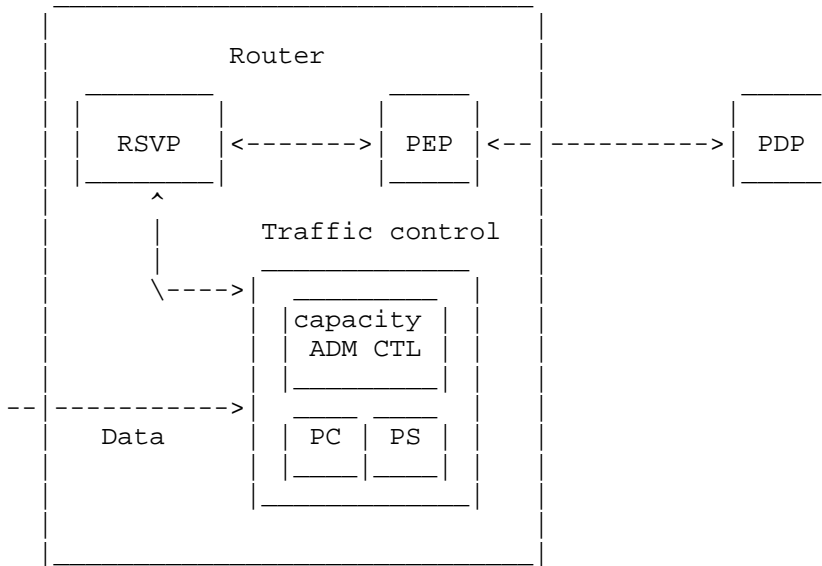 Router
RSVP PEP PDP
Traffic control
capacity
ADM CTL
Data PC PS